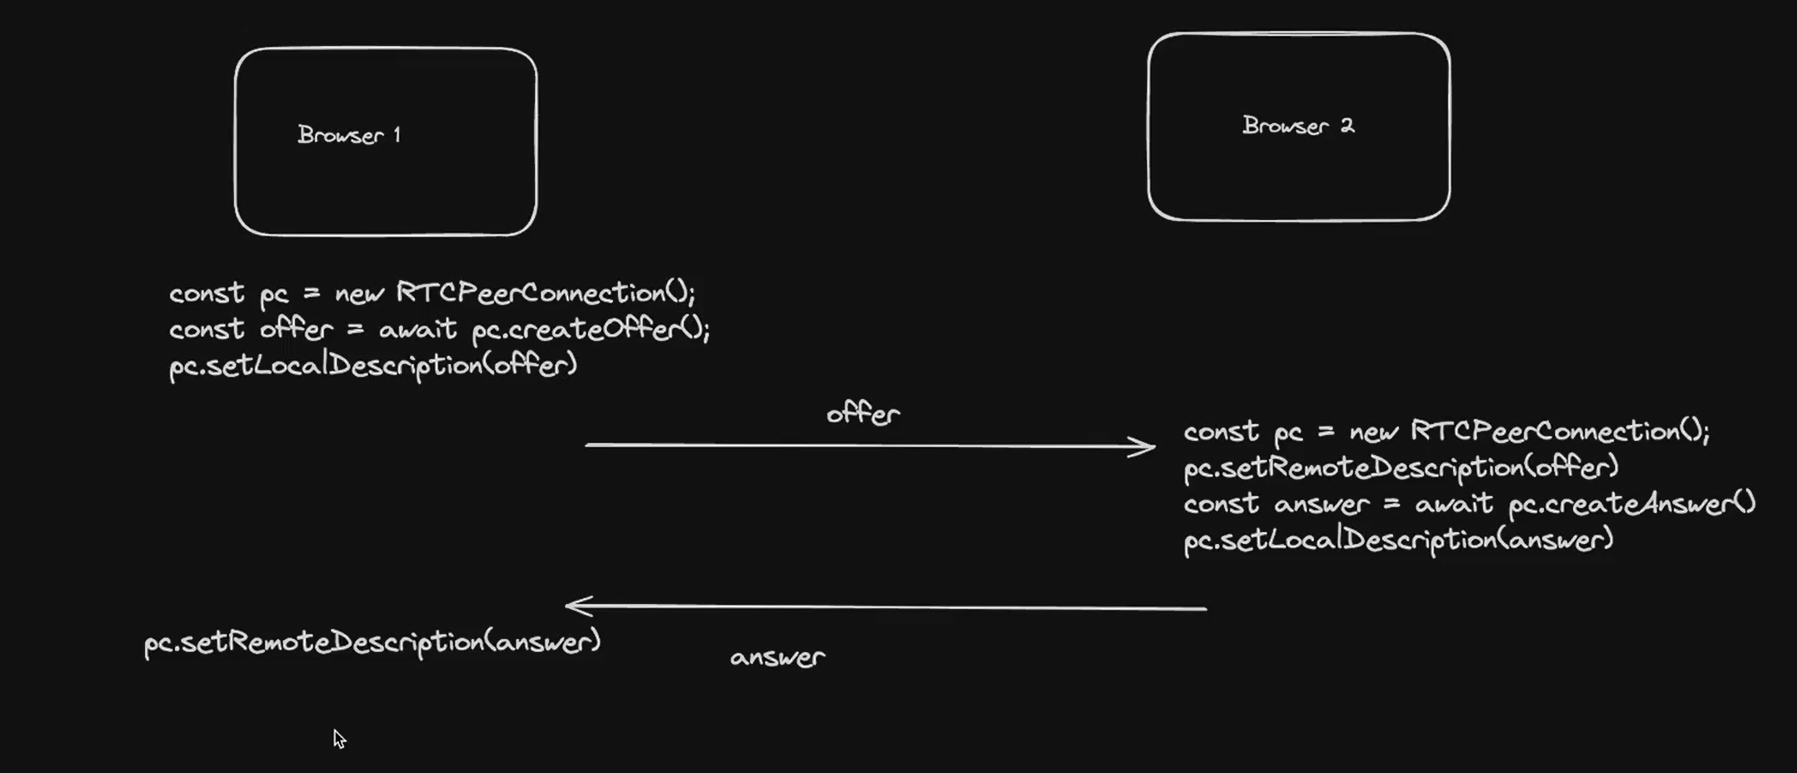 Browser 1
Browser 2
const pc = new RTCPeerConnection();
const offer = await pc.createOffer();
pc.setLocalDescription(offer)
offer
const pc = new RTCPeerConnection();
pc.setRemoteDescription(offer)
const answer = await pc.createAnswer()
pc.setLocalDescription(answer)
pc.setRemoteDescription(answer)
answer